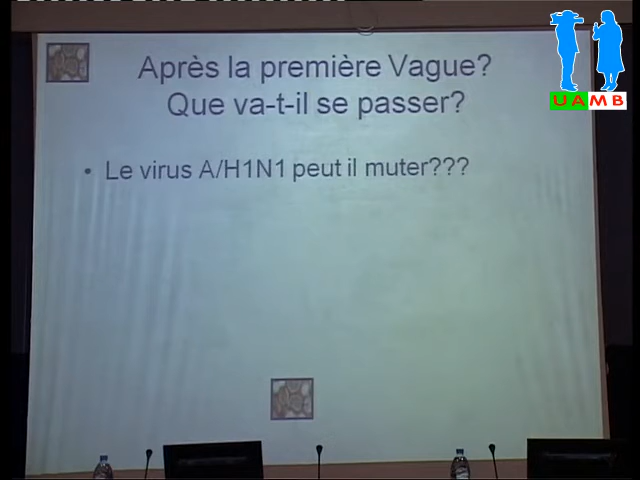 Après la première Vague?
Que va-t-il se passer?
• Le virus A/H1N1 peut il muter???
UAMB